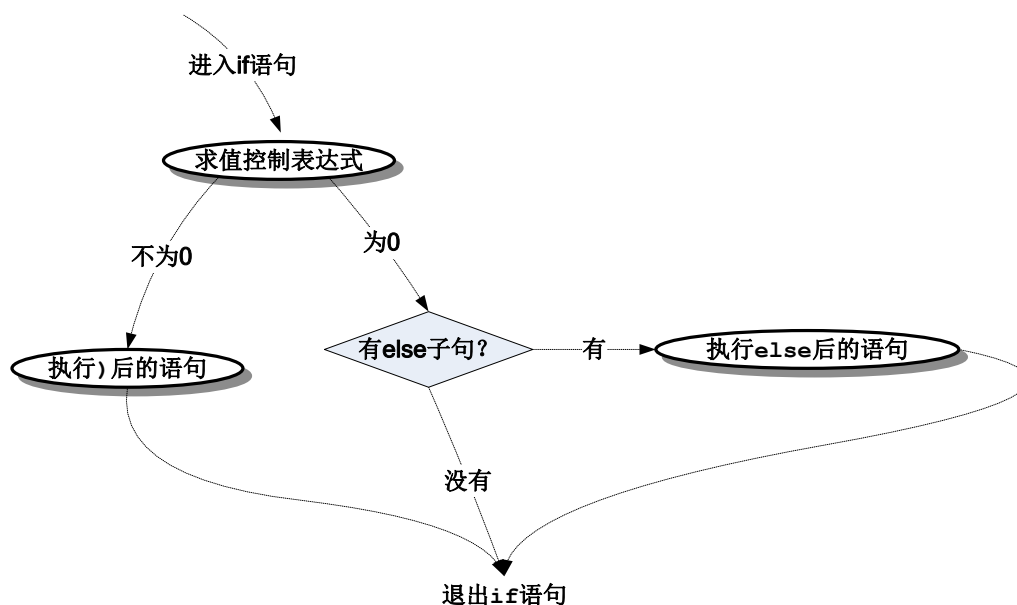 进入if语句
求值控制表达式
不为0
为0
执行)后的语句
有else子句？
有
执行else后的语句
没有
退出if语句